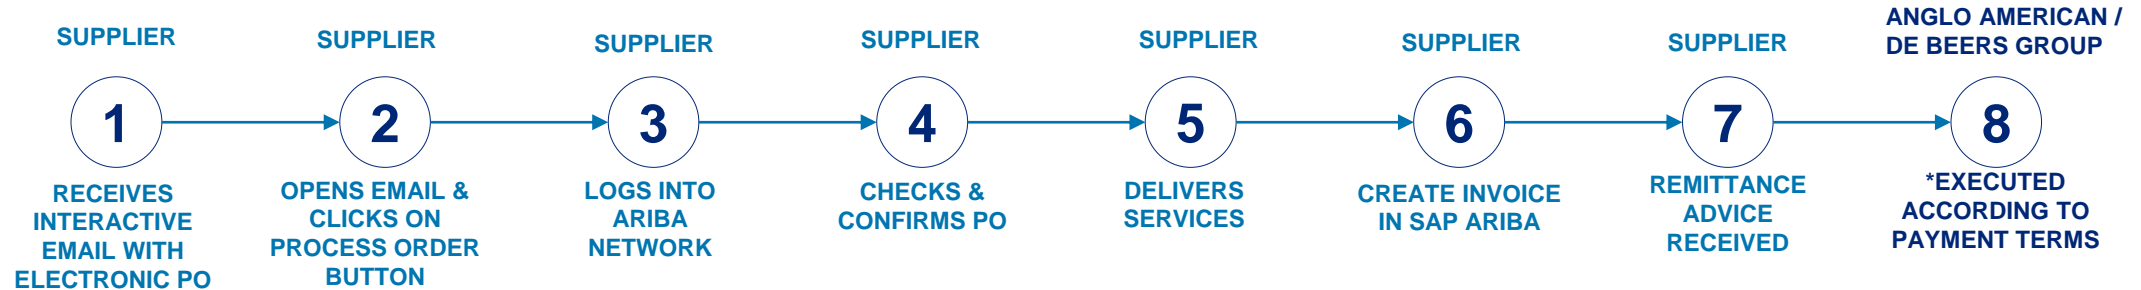 SUPPLIER
1
RECEIVES
INTERACTIVE
EMAIL WITH
ELECTRONIC PO
SUPPLIER
2
OPENS EMAIL &
CLICKS ON
PROCESS ORDER
BUTTON
SUPPLIER
3
LOGS INTO
ARIBA
NETWORK
SUPPLIER
4
CHECKS &
CONFIRMS PO
SUPPLIER
5
DELIVERS
SERVICES
SUPPLIER
6
CREATE INVOICE
IN SAP ARIBA
SUPPLIER
7
REMITTANCE
ADVICE
RECEIVED
ANGLO AMERICAN /
DE BEERS GROUP
8
*EXECUTED
ACCORDING TO
PAYMENT TERMS